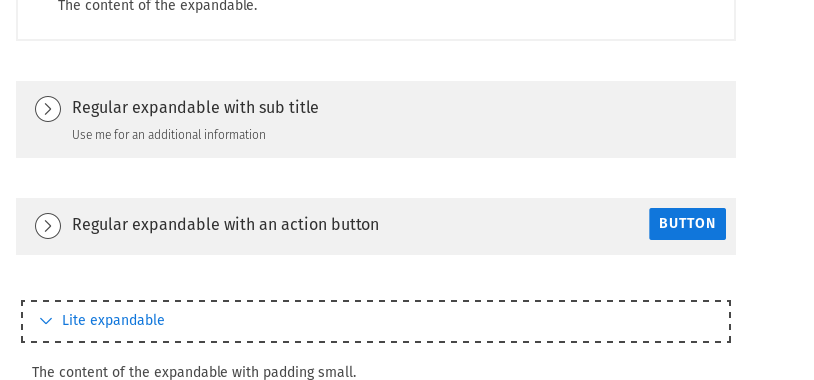 The content of the expandable.
Regular expandable with sub title
Use me for an additional information
Regular expandable with an action button
BUTTON
Lite expandable
The content of the expandable with padding small.